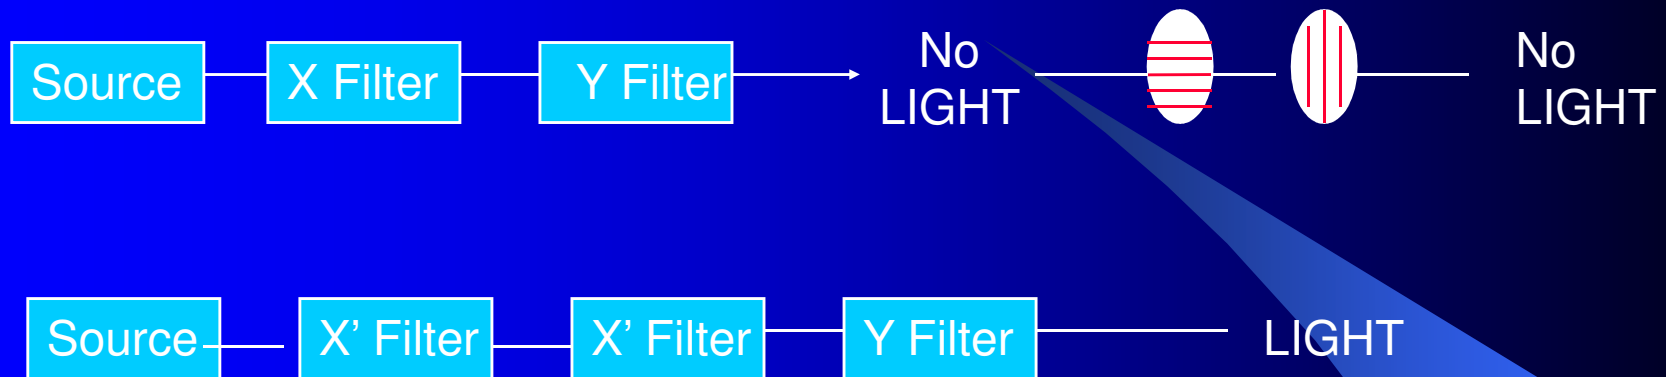 Source X Filter Y Filter
No
LIGHT
No
LIGHT
Source X’ Filter X’ Filter Y Filter LIGHT